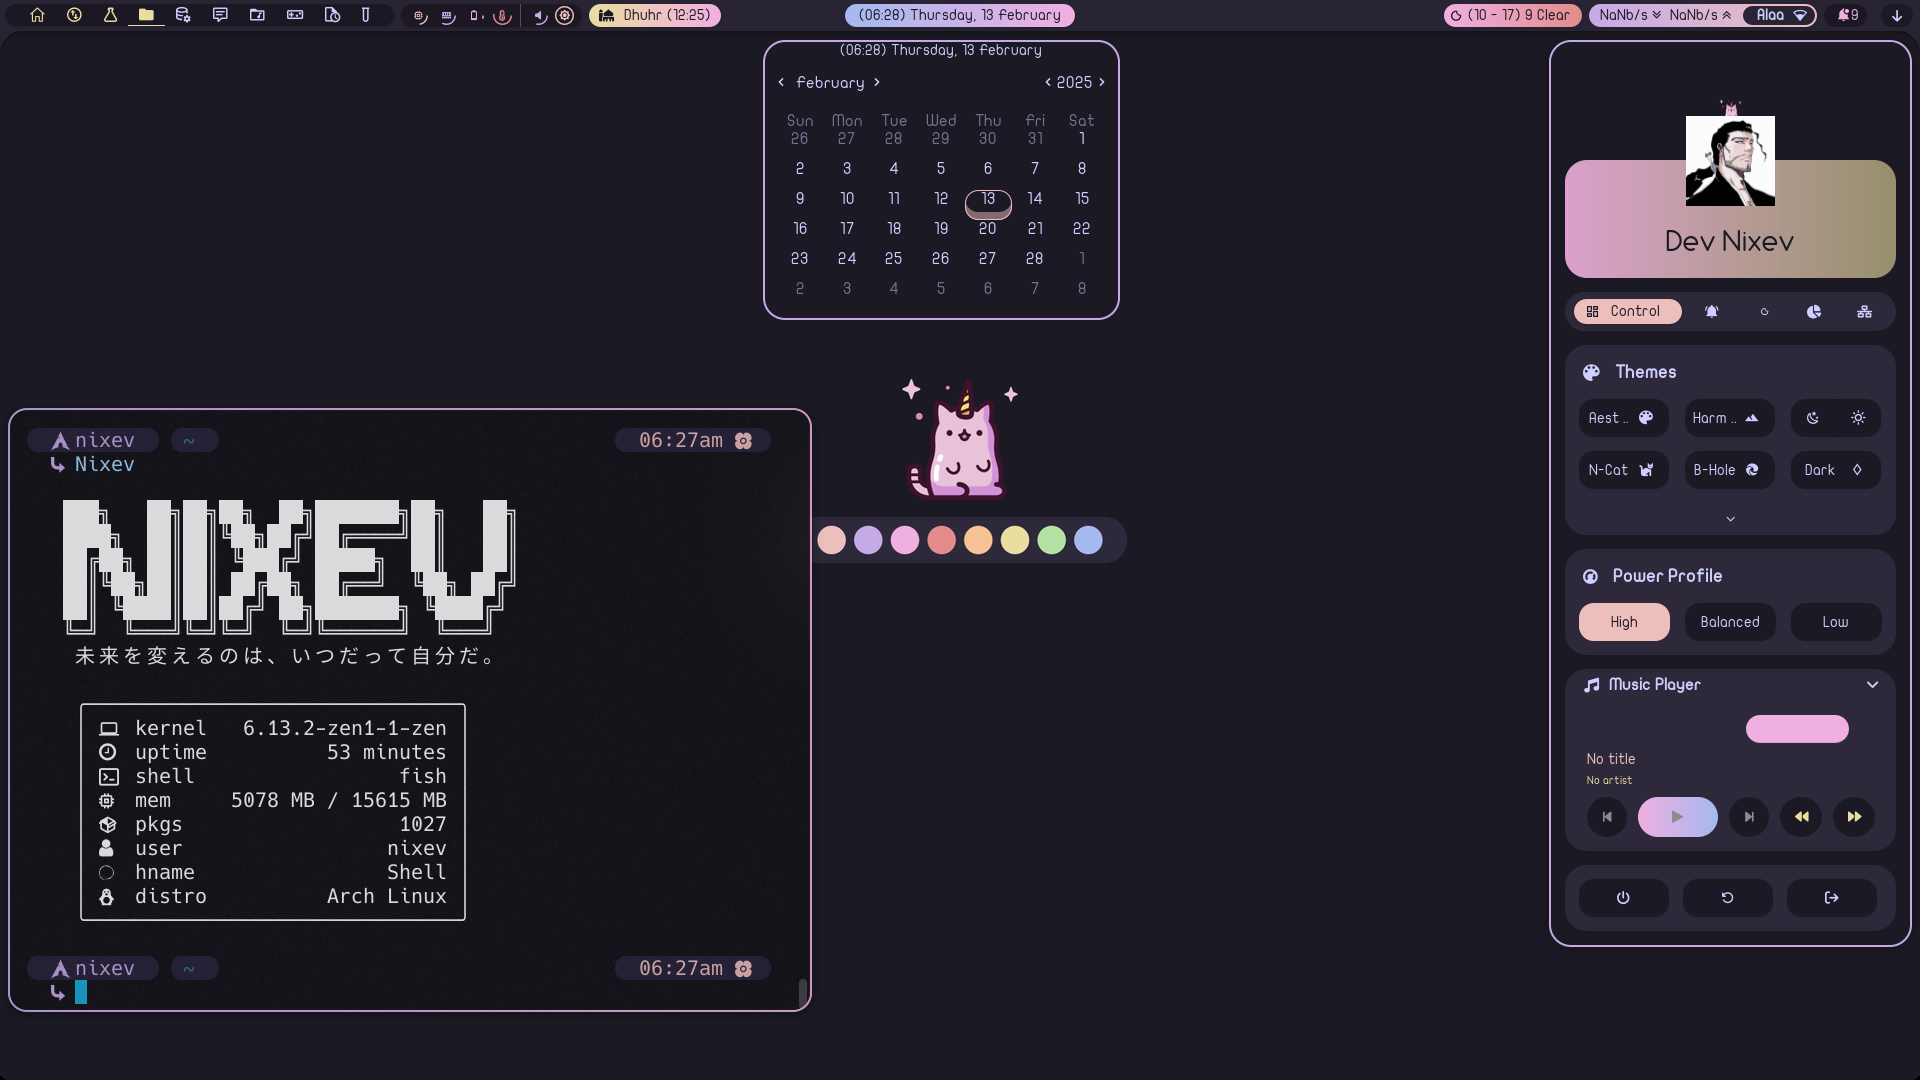 Dhuhr (12:25)
(06:28) Thursday, 13 February
(10 - 17) 9 Clear
NaNb/s NaNb/s Alaa
9
(06:28) Thursday, 13 February
February 2025
Sun Mon Tue Wed Thu Fri Sat
26 27 28 29 30 31 1
2 3 4 5 6 7 8
9 10 11 12 13 14 15
16 17 18 19 20 21 22
23 24 25 26 27 28 1
2 3 4 5 6 7 8
nixev ~ 06:27am
Nixev
NIXEV
未来を変えるのは、いつだって自分だ。
kernel 6.13.2-zen1-1-zen
uptime 53 minutes
shell fish
mem 5078 MB / 15615 MB
pkgs 1027
user nixev
hname Shell
distro Arch Linux
nixev ~ 06:27am
Dev Nixev
Control
Themes
Aest .. Harm ..
N-Cat B-Hole Dark
Power Profile
High Balanced Low
Music Player
No title
No artist